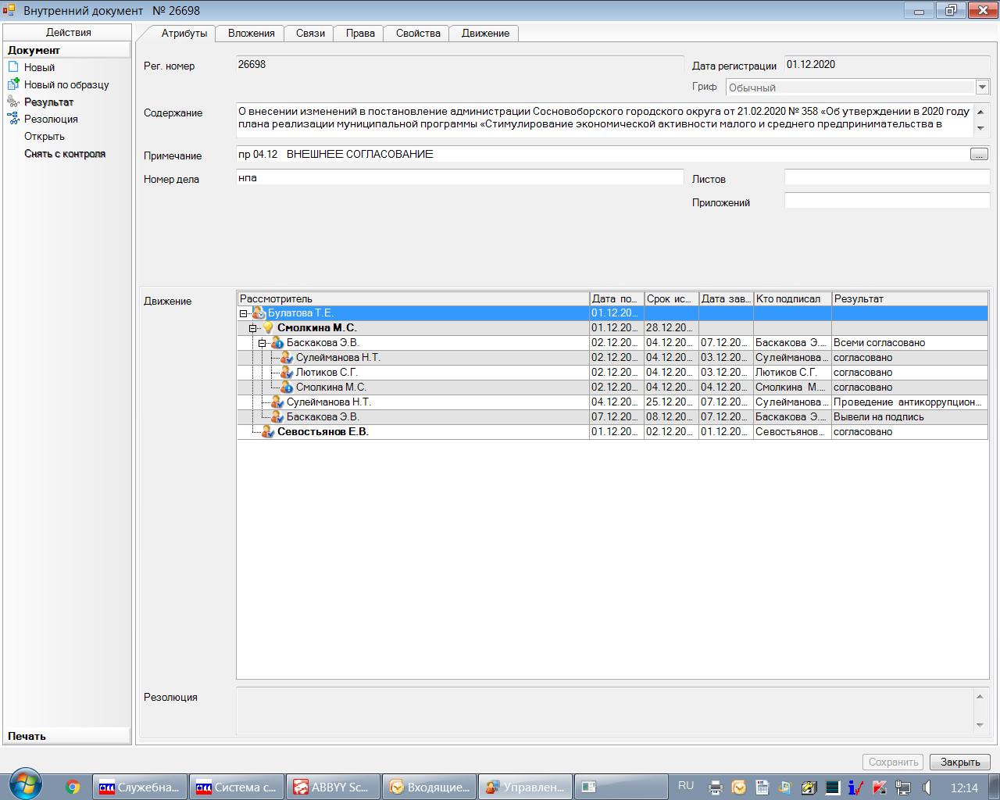 Внутренний документ № 26698
Действия
Документ
Новый
Новый по образцу
Результат
Резолюция
Открыть
Снять с контроля
Печать
Атрибуты Вложения Связи Права Свойства Движение
Рег. номер 26698 Дата регистрации 01.12.2020
Гриф Обычный
Содержание О внесении изменений в постановление администрации Сосновоборского городского округа от 21.02.2020 № 358 «Об утверждении в 2020 году
плана реализации муниципальной программы «Стимулирование экономической активности малого и среднего предпринимательства в
Примечание пр 04.12 ВНЕШНЕЕ СОГЛАСОВАНИЕ ...
Номер дела нпа Листов
Приложений
Движение
Рассмотритель Дата по... Срок ис... Дата зав... Кто подписал Результат
Булатова Т.Е. 01.12.20...
Смолкина М.С. 01.12.20... 28.12.20...
Баскакова Э.В. 02.12.20... 04.12.20... 07.12.20... Баскакова Э.... Всеми согласовано
Сулейманова Н.Т. 02.12.20... 04.12.20... 03.12.20... Сулейманова... согласовано
Лютиков С.Г. 02.12.20... 04.12.20... 03.12.20... Лютиков С.Г. согласовано
Смолкина М.С. 02.12.20... 04.12.20... 04.12.20... Смолкина М.... согласовано
Сулейманова Н.Т. 04.12.20... 25.12.20... 07.12.20... Сулейманова... Проведение антикоррупцион...
Баскакова Э.В. 07.12.20... 08.12.20... 07.12.20... Баскакова Э.... Вывели на подпись
Севостьянов Е.В. 01.12.20... 02.12.20... 01.12.20... Севостьянов... согласовано
Резолюция
Сохранить Закрыть
Служебна... Система с... ABBYY Sc... Входящие... Управлен... RU 12:14